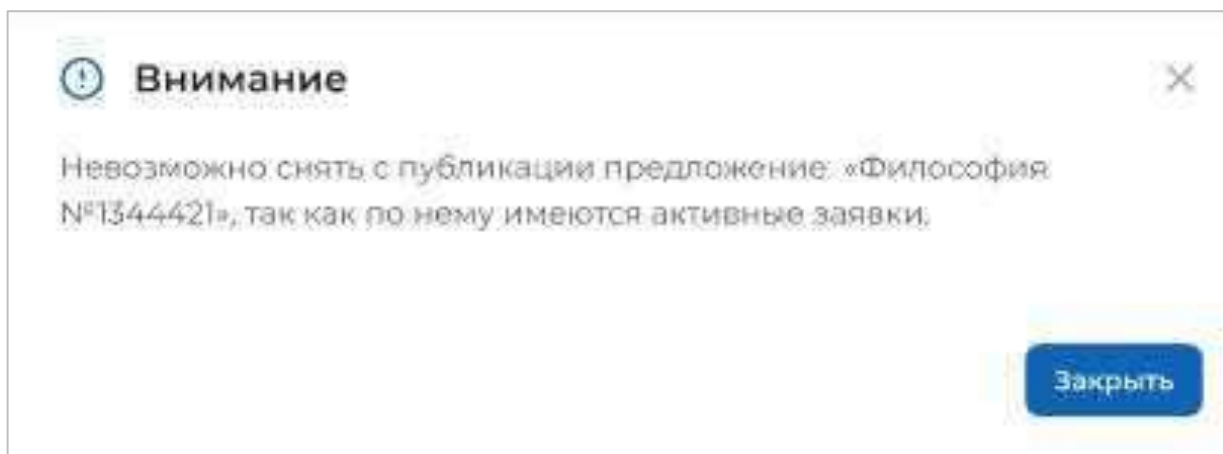 Внимание
Невозможно снять с публикации предложение: «Философия
№1344421», так как по нему имеются активные заявки.
Закрыть